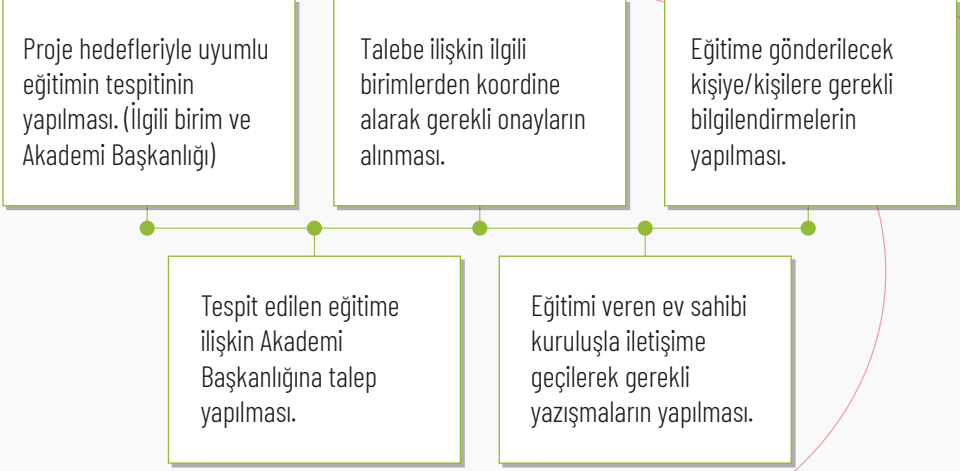 Proje hedefleriyle uyumlu
eğitimin tespitinin
yapılması. (İlgili birim ve
Akademi Başkanlığı)
Tespit edilen eğitime
ilişkin Akademi
Başkanlığına talep
yapılması.
Talebe ilişkin ilgili
birimlerden koordine
alarak gerekli onayların
alınması.
Eğitimi veren ev sahibi
kuruluşla iletişime
geçilerek gerekli
yazışmaların yapılması.
Eğitime gönderilecek
kişiye/kişilere gerekli
bilgilendirmelerin
yapılması.